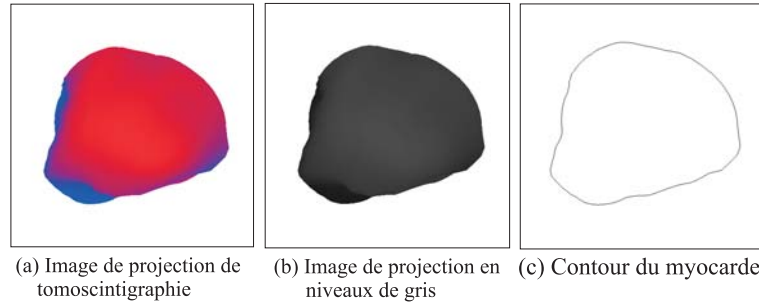 (a) Image de projection de
tomoscintigraphie
(b) Image de projection en
niveaux de gris
(c) Contour du myocarde